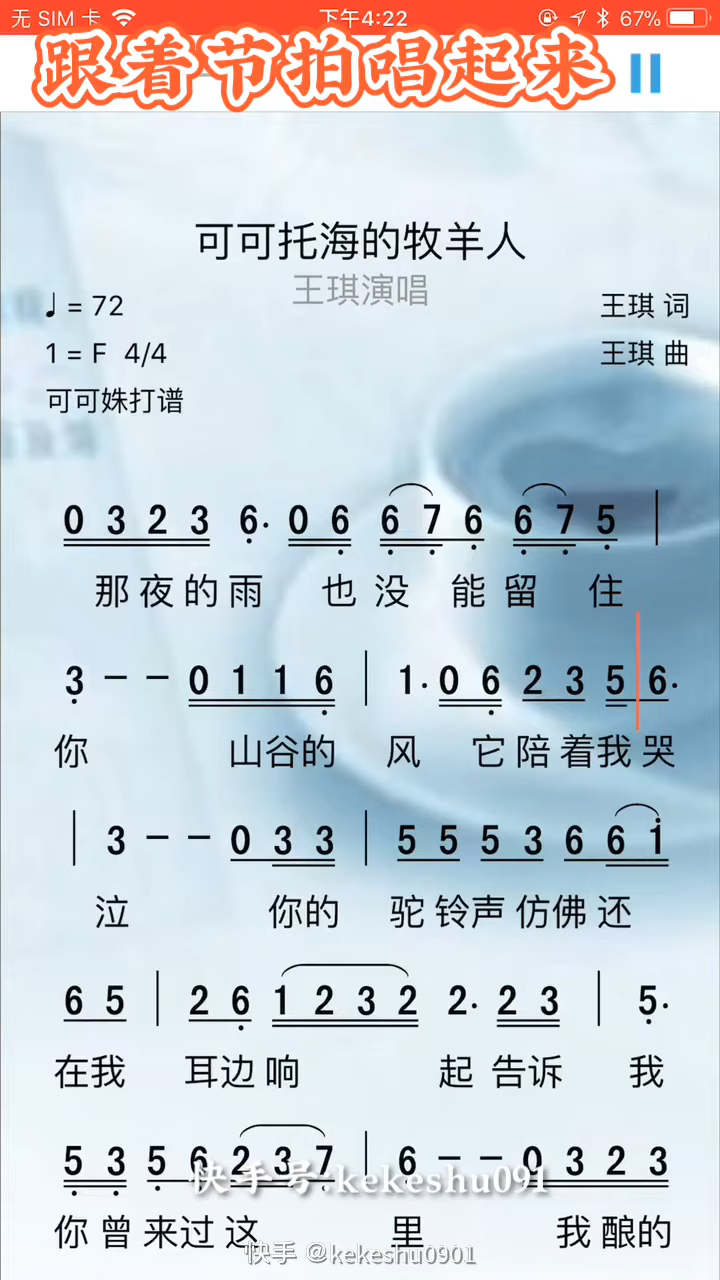 无 SIM 卡 下午4:22 67%
跟着节拍唱起来
可可托海的牧羊人
王琪演唱
♩= 72 王琪 词
1 = F 4/4 王琪 曲
可可姝打谱
0 3 2 3 6· 0 6 6 7 6 6 7 5 |
那夜的雨 也没 能留 住
3 - - 0 1 1 6 | 1· 0 6 2 3 5 6·
你 山谷的 风 它陪着我哭
| 3 - - 0 3 3 | 5 5 5 3 6 6 1
泣 你的 驼铃声仿佛还
6 5 | 2 6 1 2 3 2 2· 2 3 | 5·
在我 耳边响 起 告诉 我
5 3 5 6 2 3 7 | 6 - - 0 3 2 3
快手号:kekeshu091
你曾来过这 里 我酿的
快手 @kekeshu0901